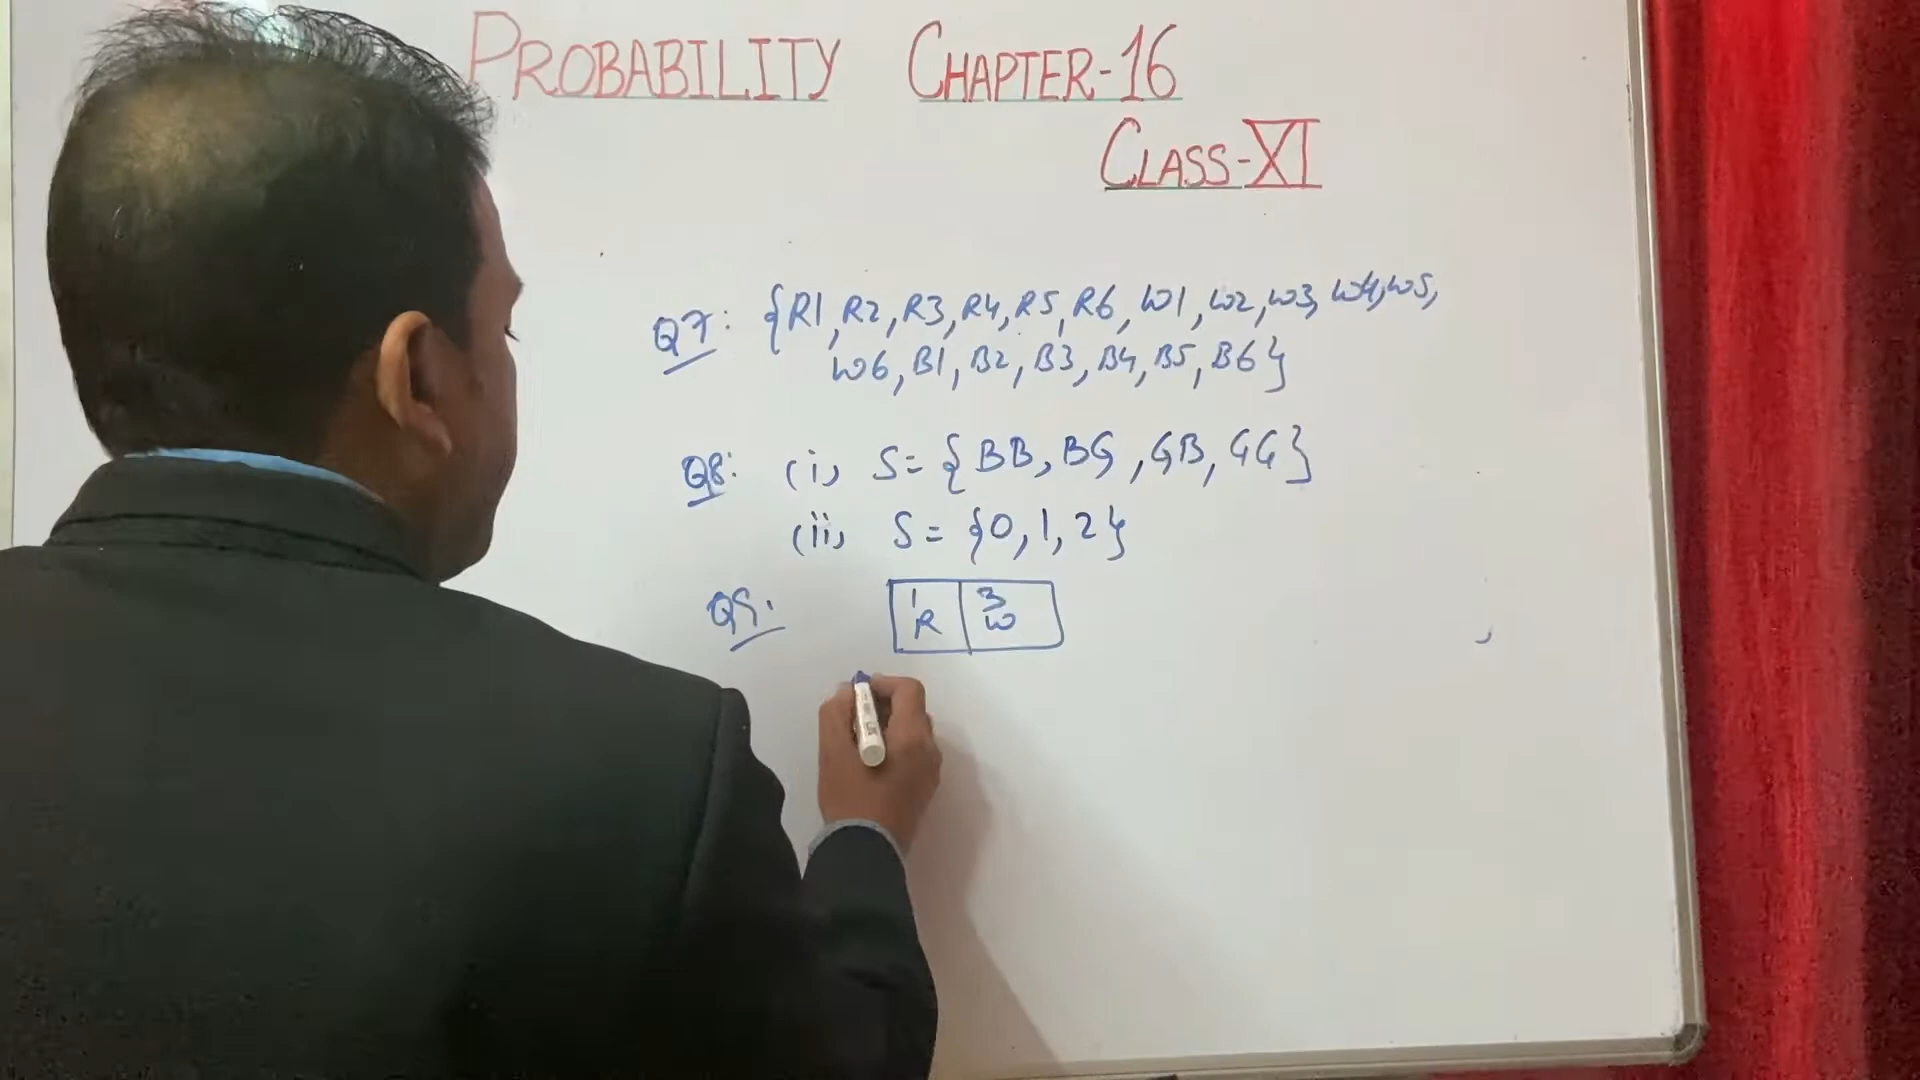 PROBABILITY CHAPTER-16
CLASS-XI
Q7: {R1, R2, R3, R4, R5, R6, W1, W2, W3, W4, W5,
W6, B1, B2, B3, B4, B5, B6}
Q8: (i) S = {BB, BG, GB, GG}
(ii) S = {0, 1, 2}
Q9. 1 R 3 W